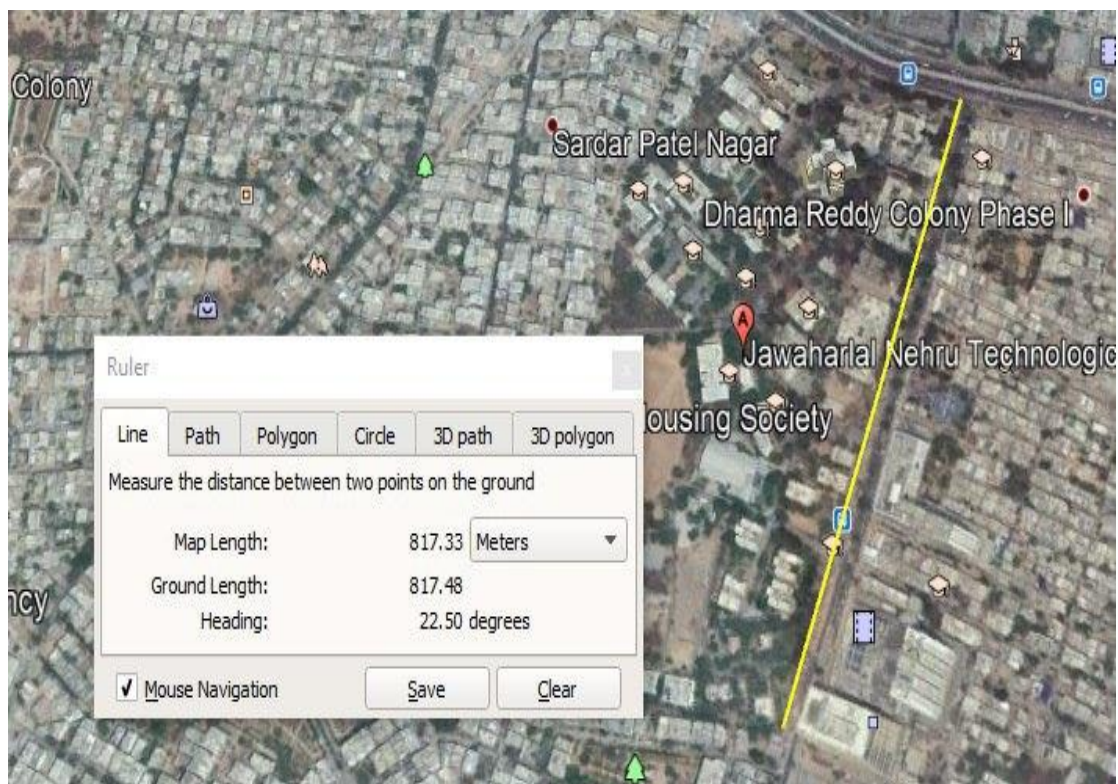 Colony
Sardar Patel Nagar
Dharma Reddy Colony Phase I
A
Jawaharlal Nehru Technologic
ousing Society
ncy
Ruler
Line
Path
Polygon
Circle
3D path
3D polygon
Measure the distance between two points on the ground
Map Length: 817.33 Meters
Ground Length: 817.48
Heading: 22.50 degrees
Mouse Navigation
Save
Clear